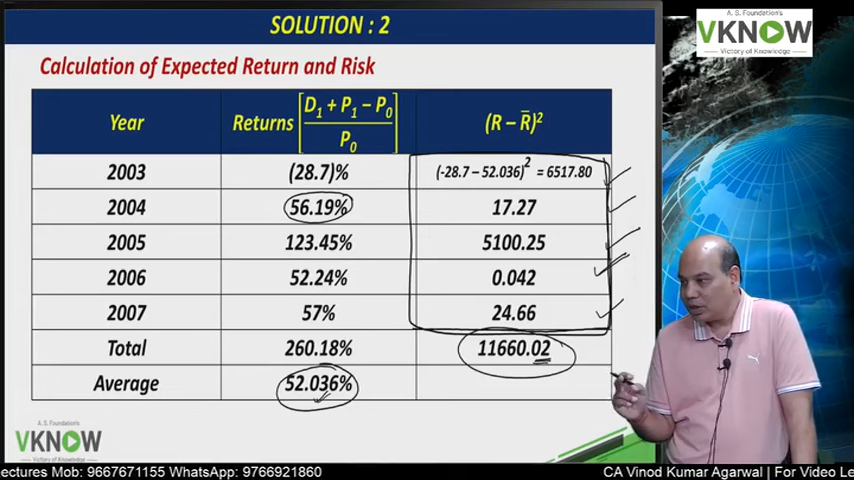 SOLUTION : 2
A. S. Foundation's
VKNOW
Victory of Knowledge
Calculation of Expected Return and Risk
Year Returns [D₁ + P₁ – P₀ / P₀] (R – R̅)²
2003 (28.7)% (-28.7 – 52.036)² = 6517.80
2004 56.19% 17.27
2005 123.45% 5100.25
2006 52.24% 0.042
2007 57% 24.66
Total 260.18% 11660.02
Average 52.036%
A. S. Foundation's
VKNOW
Victory of Knowledge
ectures Mob: 9667671155 WhatsApp: 9766921860 CA Vinod Kumar Agarwal | For Video Le